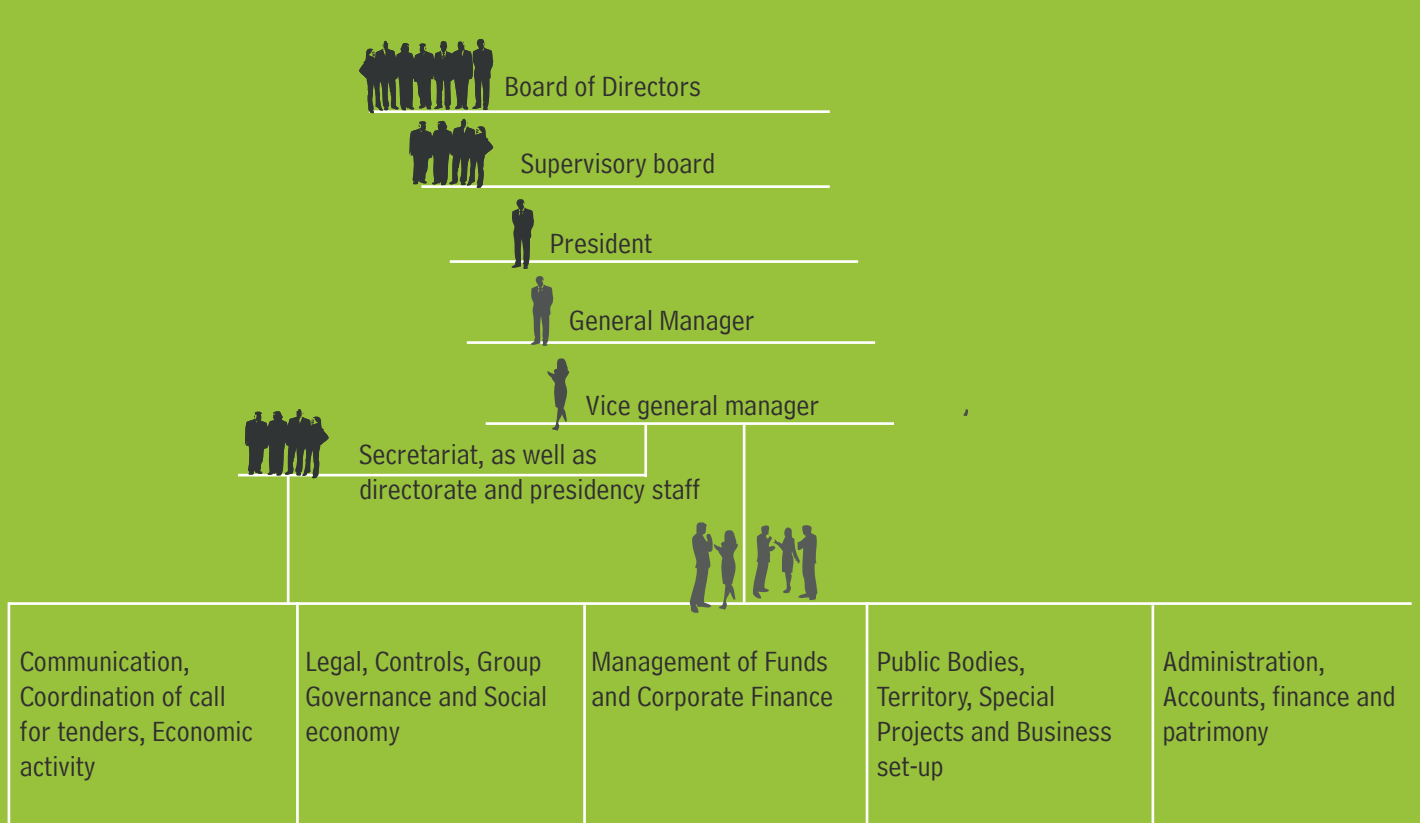 Board of Directors
Supervisory board
President
General Manager
Vice general manager
Secretariat, as well as
directorate and presidency staff
Communication,
Coordination of call
for tenders, Economic
activity
Legal, Controls, Group
Governance and Social
economy
Management of Funds
and Corporate Finance
Public Bodies,
Territory, Special
Projects and Business
set-up
Administration,
Accounts, finance and
patrimony